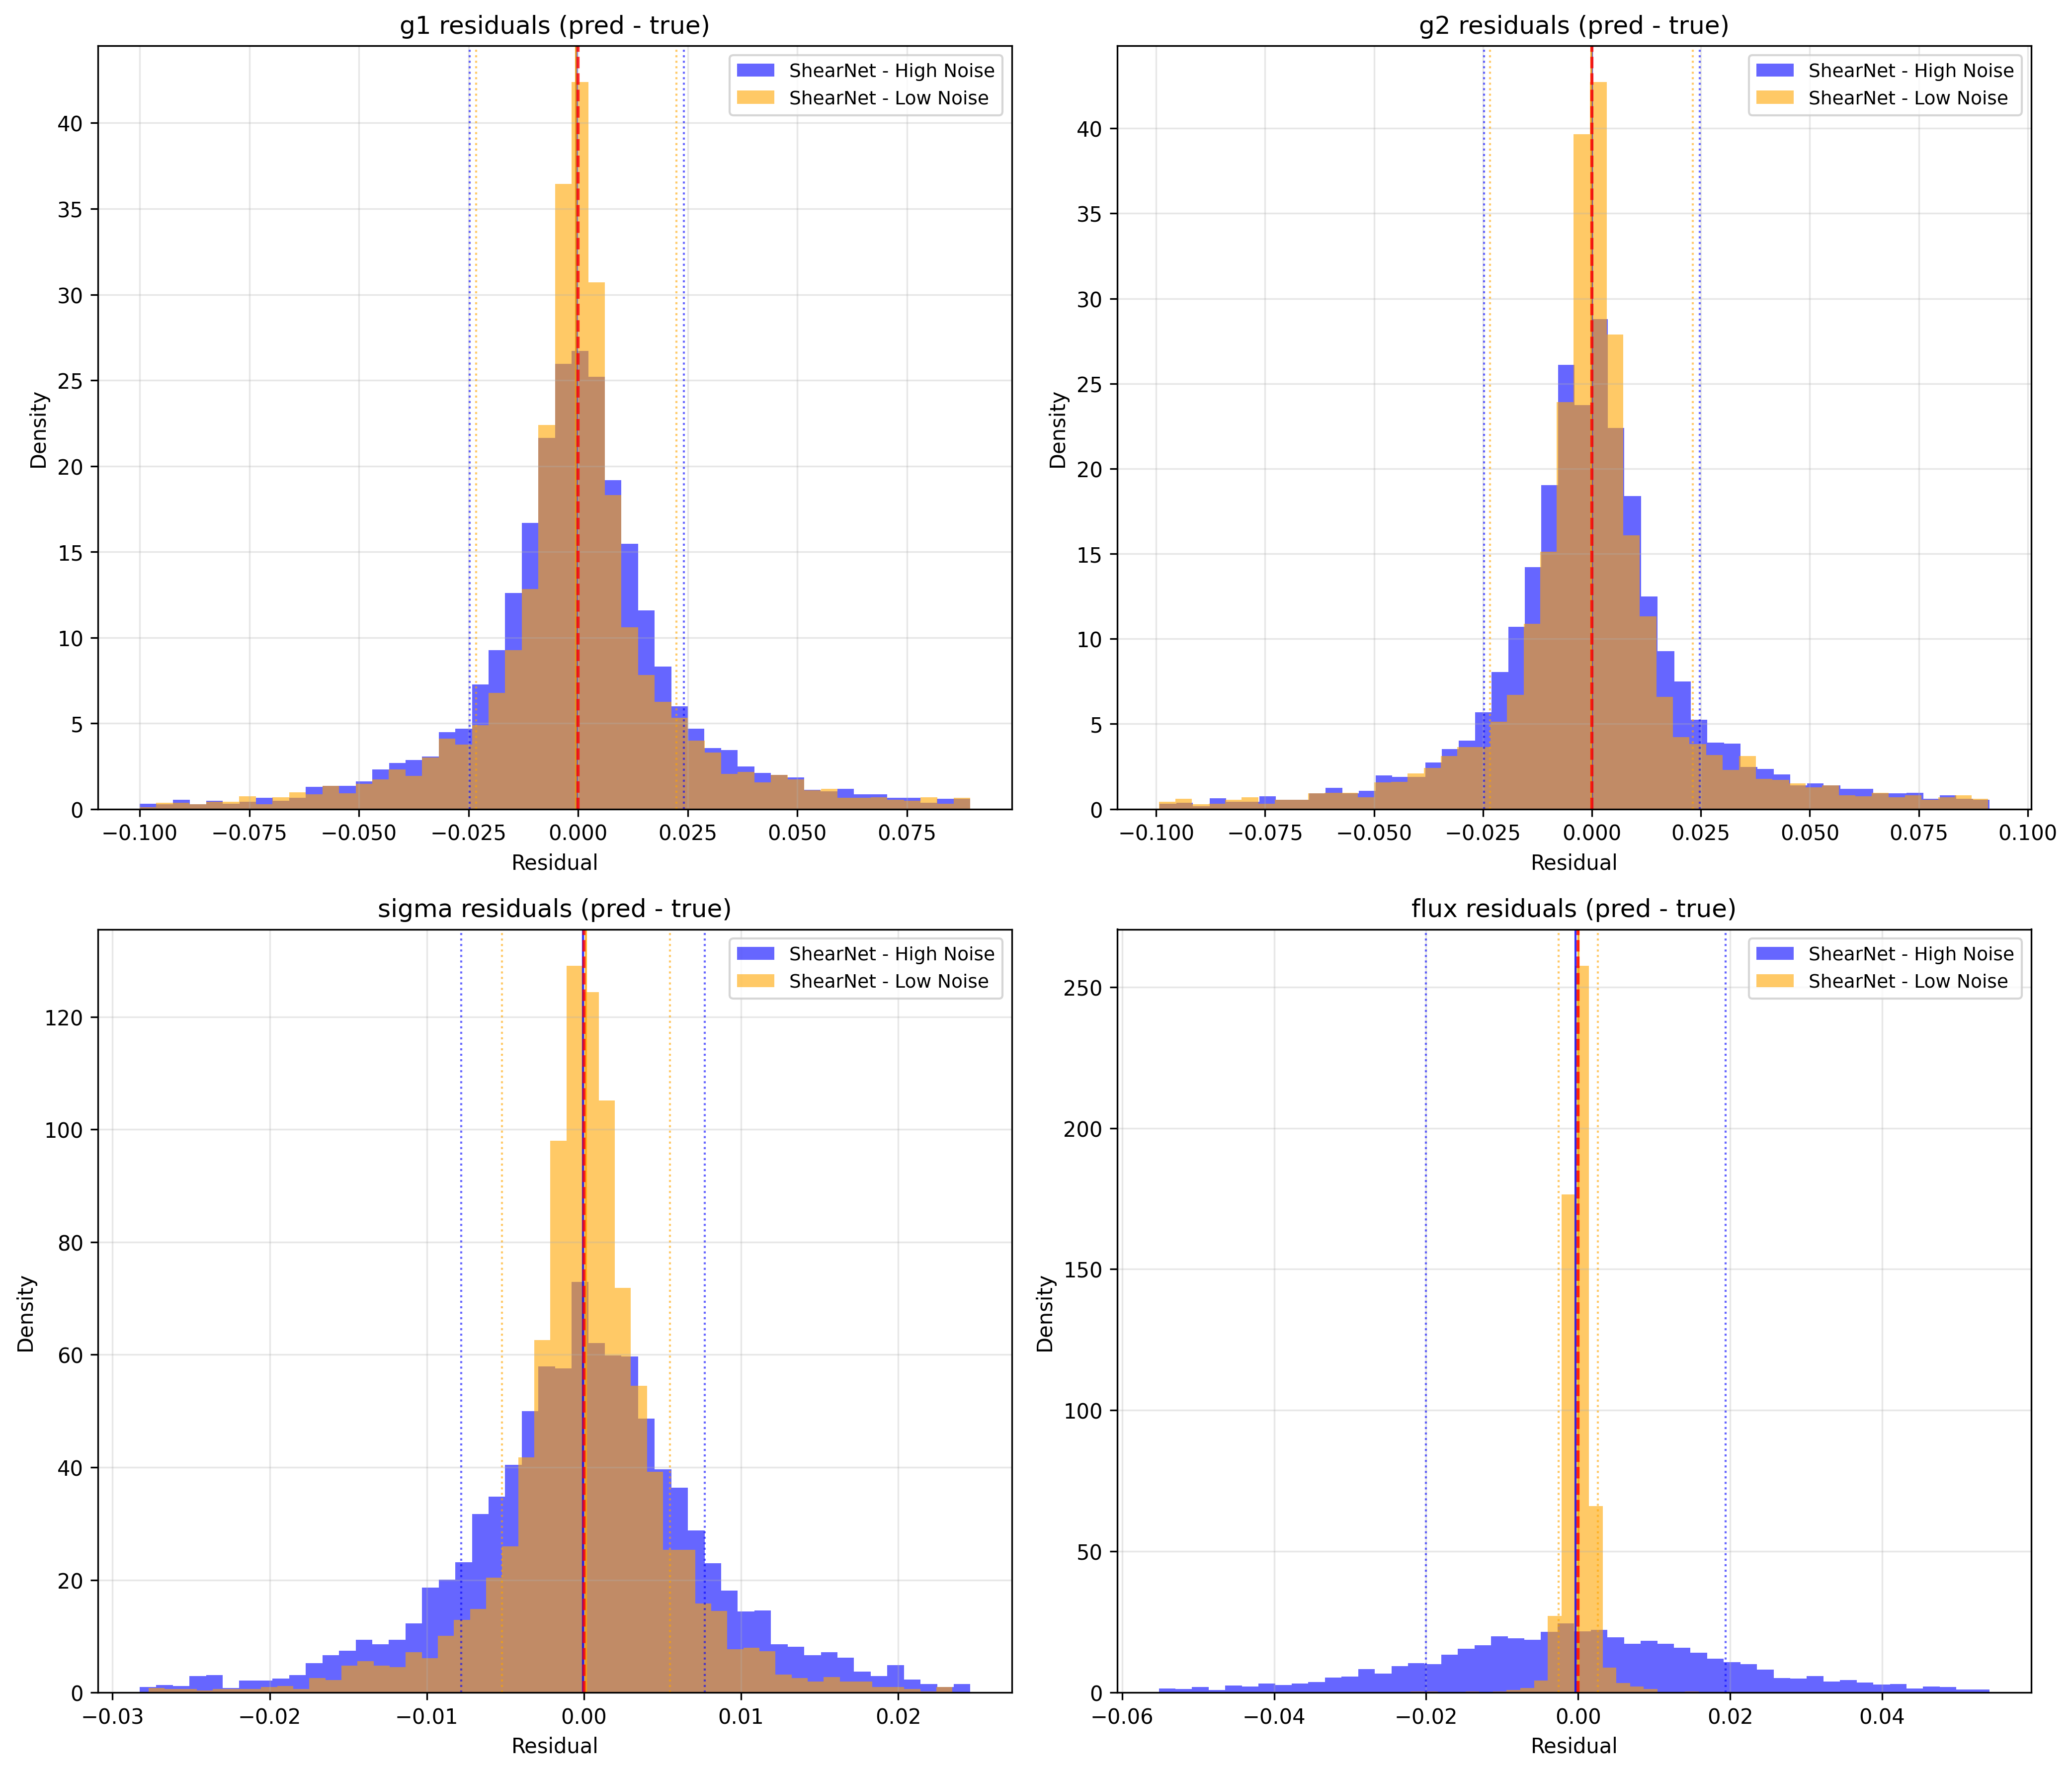 g1 residuals (pred - true)
ShearNet - High Noise
ShearNet - Low Noise
Density
40
35
30
25
20
15
10
5
0
−0.100 −0.075 −0.050 −0.025 0.000 0.025 0.050 0.075
Residual
g2 residuals (pred - true)
ShearNet - High Noise
ShearNet - Low Noise
Density
40
35
30
25
20
15
10
5
0
−0.100 −0.075 −0.050 −0.025 0.000 0.025 0.050 0.075 0.100
Residual
sigma residuals (pred - true)
ShearNet - High Noise
ShearNet - Low Noise
Density
120
100
80
60
40
20
0
−0.03 −0.02 −0.01 0.00 0.01 0.02
Residual
flux residuals (pred - true)
ShearNet - High Noise
ShearNet - Low Noise
Density
250
200
150
100
50
0
−0.06 −0.04 −0.02 0.00 0.02 0.04
Residual